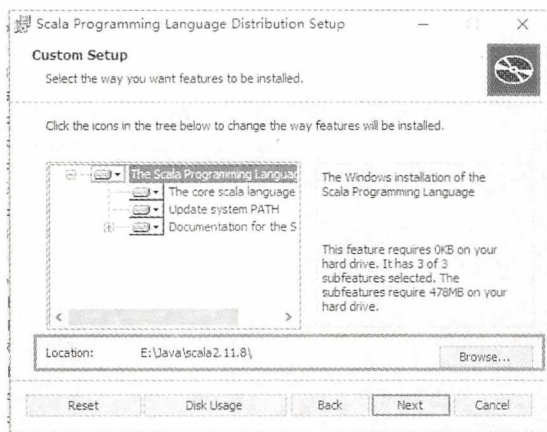 Scala Programming Language Distribution Setup
Custom Setup
Select the way you want features to be installed.
Click the icons in the tree below to change the way features will be installed.
The Scala Programming Languag
The core scala language
Update system PATH
Documentation for the S
The Windows installation of the
Scala Programming Language
This feature requires 0KB on your
hard drive. It has 3 of 3
subfeatures selected. The
subfeatures require 478MB on your
hard drive.
Location: E:\Java\scala2.11.8\
Browse...
Reset Disk Usage Back Next Cancel